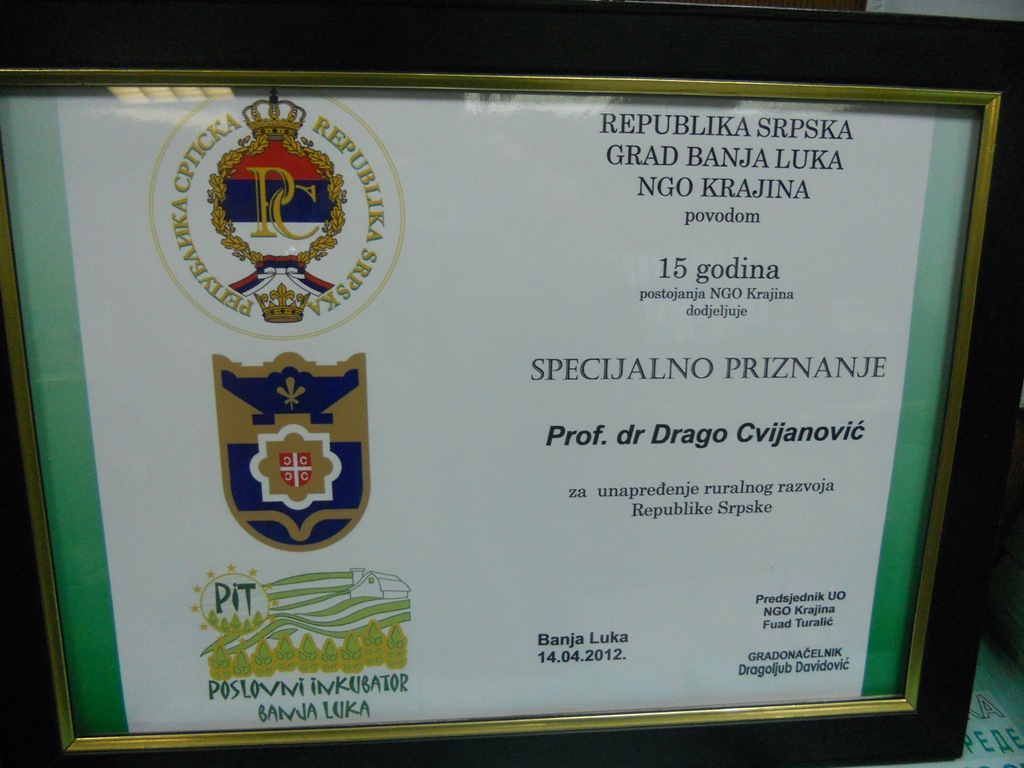 РЕПУБЛИКА СРПСКА
REPUBLIKA SRPSKA
РС
PiT
POSLOVNI INKUBATOR
BANJA LUKA
REPUBLIKA SRPSKA
GRAD BANJA LUKA
NGO KRAJINA
povodom
15 godina
postojanja NGO Krajina
dodjeljuje
SPECIJALNO PRIZNANJE
Prof. dr Drago Cvijanović
za unapređenje ruralnog razvoja
Republike Srpske
Banja Luka
14.04.2012.
Predsjednik UO
NGO Krajina
Fuad Turalić
GRADONAČELNIK
Dragoljub Davidović